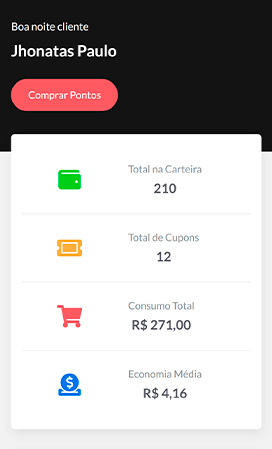 Boa noite cliente
Jhonatas Paulo
Comprar Pontos
Total na Carteira
210
Total de Cupons
12
Consumo Total
R$ 271,00
Economia Média
R$ 4,16